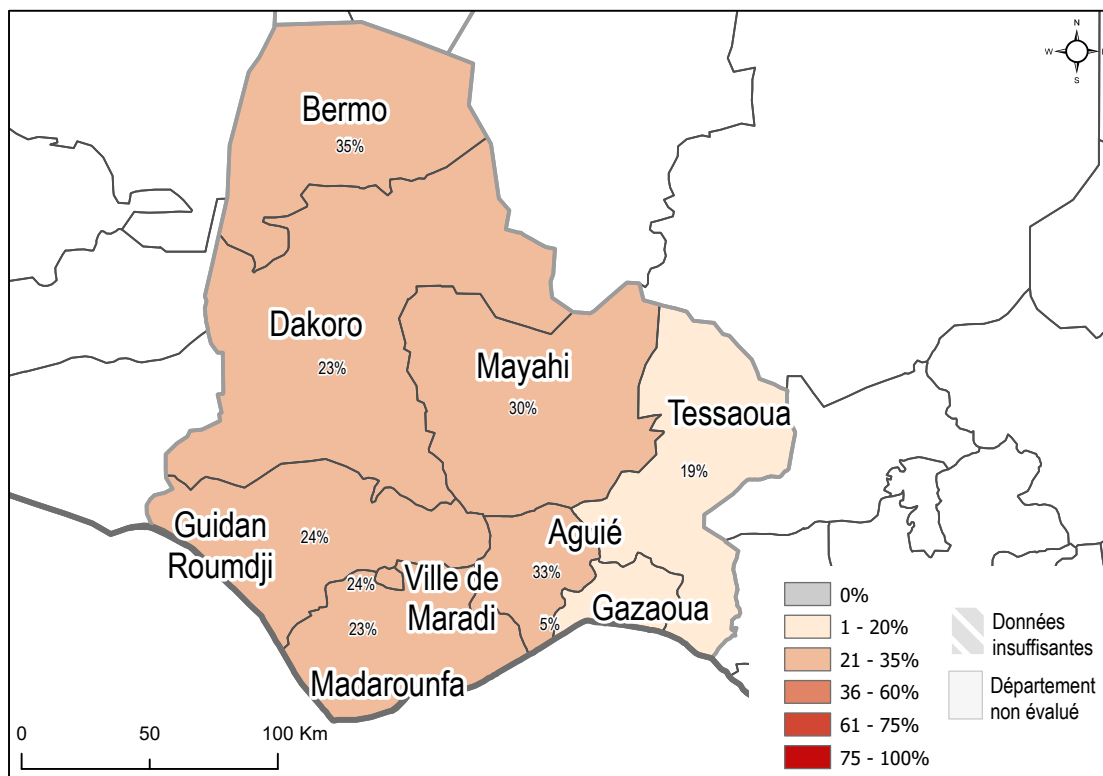 N
W
S
Bermo
35%
Dakoro
23%
Mayahi
30%
Tessaoua
19%
Guidan
Roumdji
24%
Aguié
33%
Ville de
Maradi
24%
23%
5%
Gazaoua
Madarounfa
0 50 100 Km
0%
1 - 20%
21 - 35%
36 - 60%
61 - 75%
75 - 100%
Données
insuffisantes
Département
non évalué